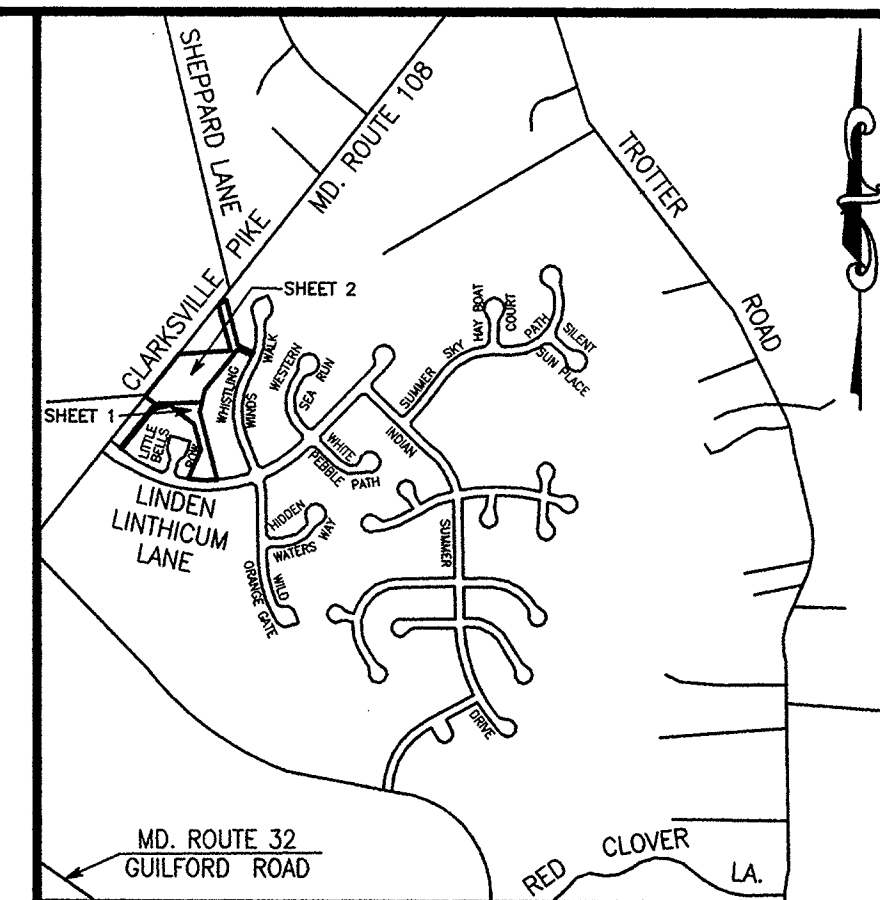 SHEPPARD LANE
MD. ROUTE 108
CLARKSVILLE PIKE
TROTTER
ROAD
SHEET 2
SHEET 1
WHISTLING
WINDS
WALK
WESTERN
SEA RUN
SUMMER SKY
HAY BOAT
COURT
PATH
SILENT
SUN PLACE
LITTLE
BELLS
ROW
WHITE
PEBBLE PATH
INDIAN
SUMMER
DRIVE
LINDEN
LINTHICUM
LANE
HIDDEN
WATERS WAY
WILD
ORANGE GATE
MD. ROUTE 32
GUILFORD ROAD
RED CLOVER LA.